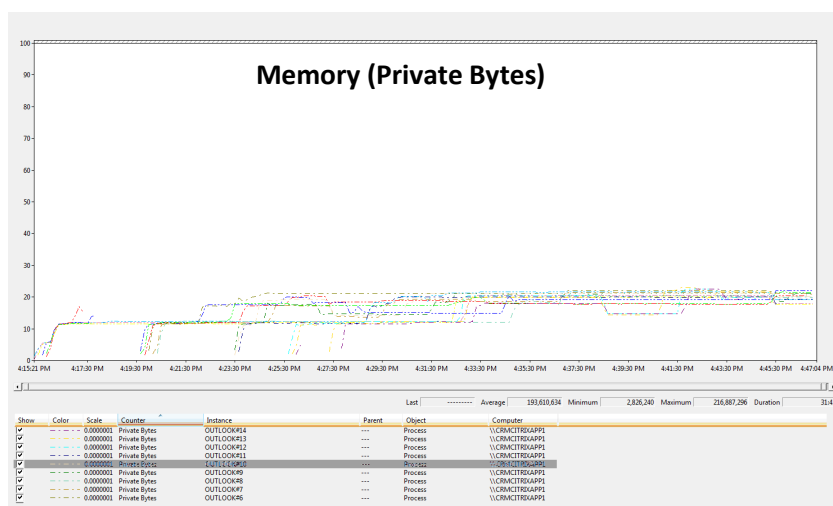 Memory (Private Bytes)
100
90
80
70
60
50
40
30
20
10
0
4:15:21 PM 4:17:30 PM 4:19:30 PM 4:21:30 PM 4:23:30 PM 4:25:30 PM 4:27:30 PM 4:29:30 PM 4:31:30 PM 4:33:30 PM 4:35:30 PM 4:37:30 PM 4:39:30 PM 4:41:30 PM 4:43:30 PM 4:45:30 PM 4:47:04 PM
Last --------- Average 193,610,634 Minimum 2,826,240 Maximum 216,887,296 Duration 31:4
Show Color Scale Counter Instance Parent Object Computer
0.0000001 Private Bytes OUTLOOK#14 --- Process \\CRMCITRIXAPP1
0.0000001 Private Bytes OUTLOOK#13 --- Process \\CRMCITRIXAPP1
0.0000001 Private Bytes OUTLOOK#12 --- Process \\CRMCITRIXAPP1
0.0000001 Private Bytes OUTLOOK#11 --- Process \\CRMCITRIXAPP1
0.0000001 Private Bytes OUTLOOK#10 --- Process \\CRMCITRIXAPP1
0.0000001 Private Bytes OUTLOOK#9 --- Process \\CRMCITRIXAPP1
0.0000001 Private Bytes OUTLOOK#8 --- Process \\CRMCITRIXAPP1
0.0000001 Private Bytes OUTLOOK#7 --- Process \\CRMCITRIXAPP1
0.0000001 Private Bytes OUTLOOK#6 --- Process \\CRMCITRIXAPP1